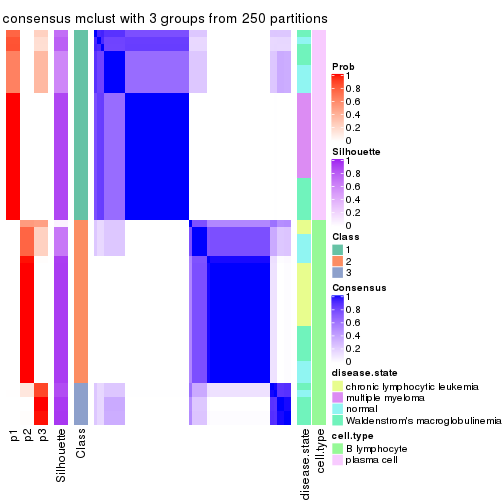 consensus mclust with 3 groups from 250 partitions
Prob
1
0.8
0.6
0.4
0.2
0
Silhouette
1
0.8
0.6
0.4
0.2
0
Class
1
2
3
Consensus
1
0.8
0.6
0.4
0.2
0
disease.state
chronic lymphocytic leukemia
multiple myeloma
normal
Waldenstrom's macroglobulinemia
cell.type
B lymphocyte
plasma cell
p1
p2
p3
Silhouette
Class
disease.state
cell.type